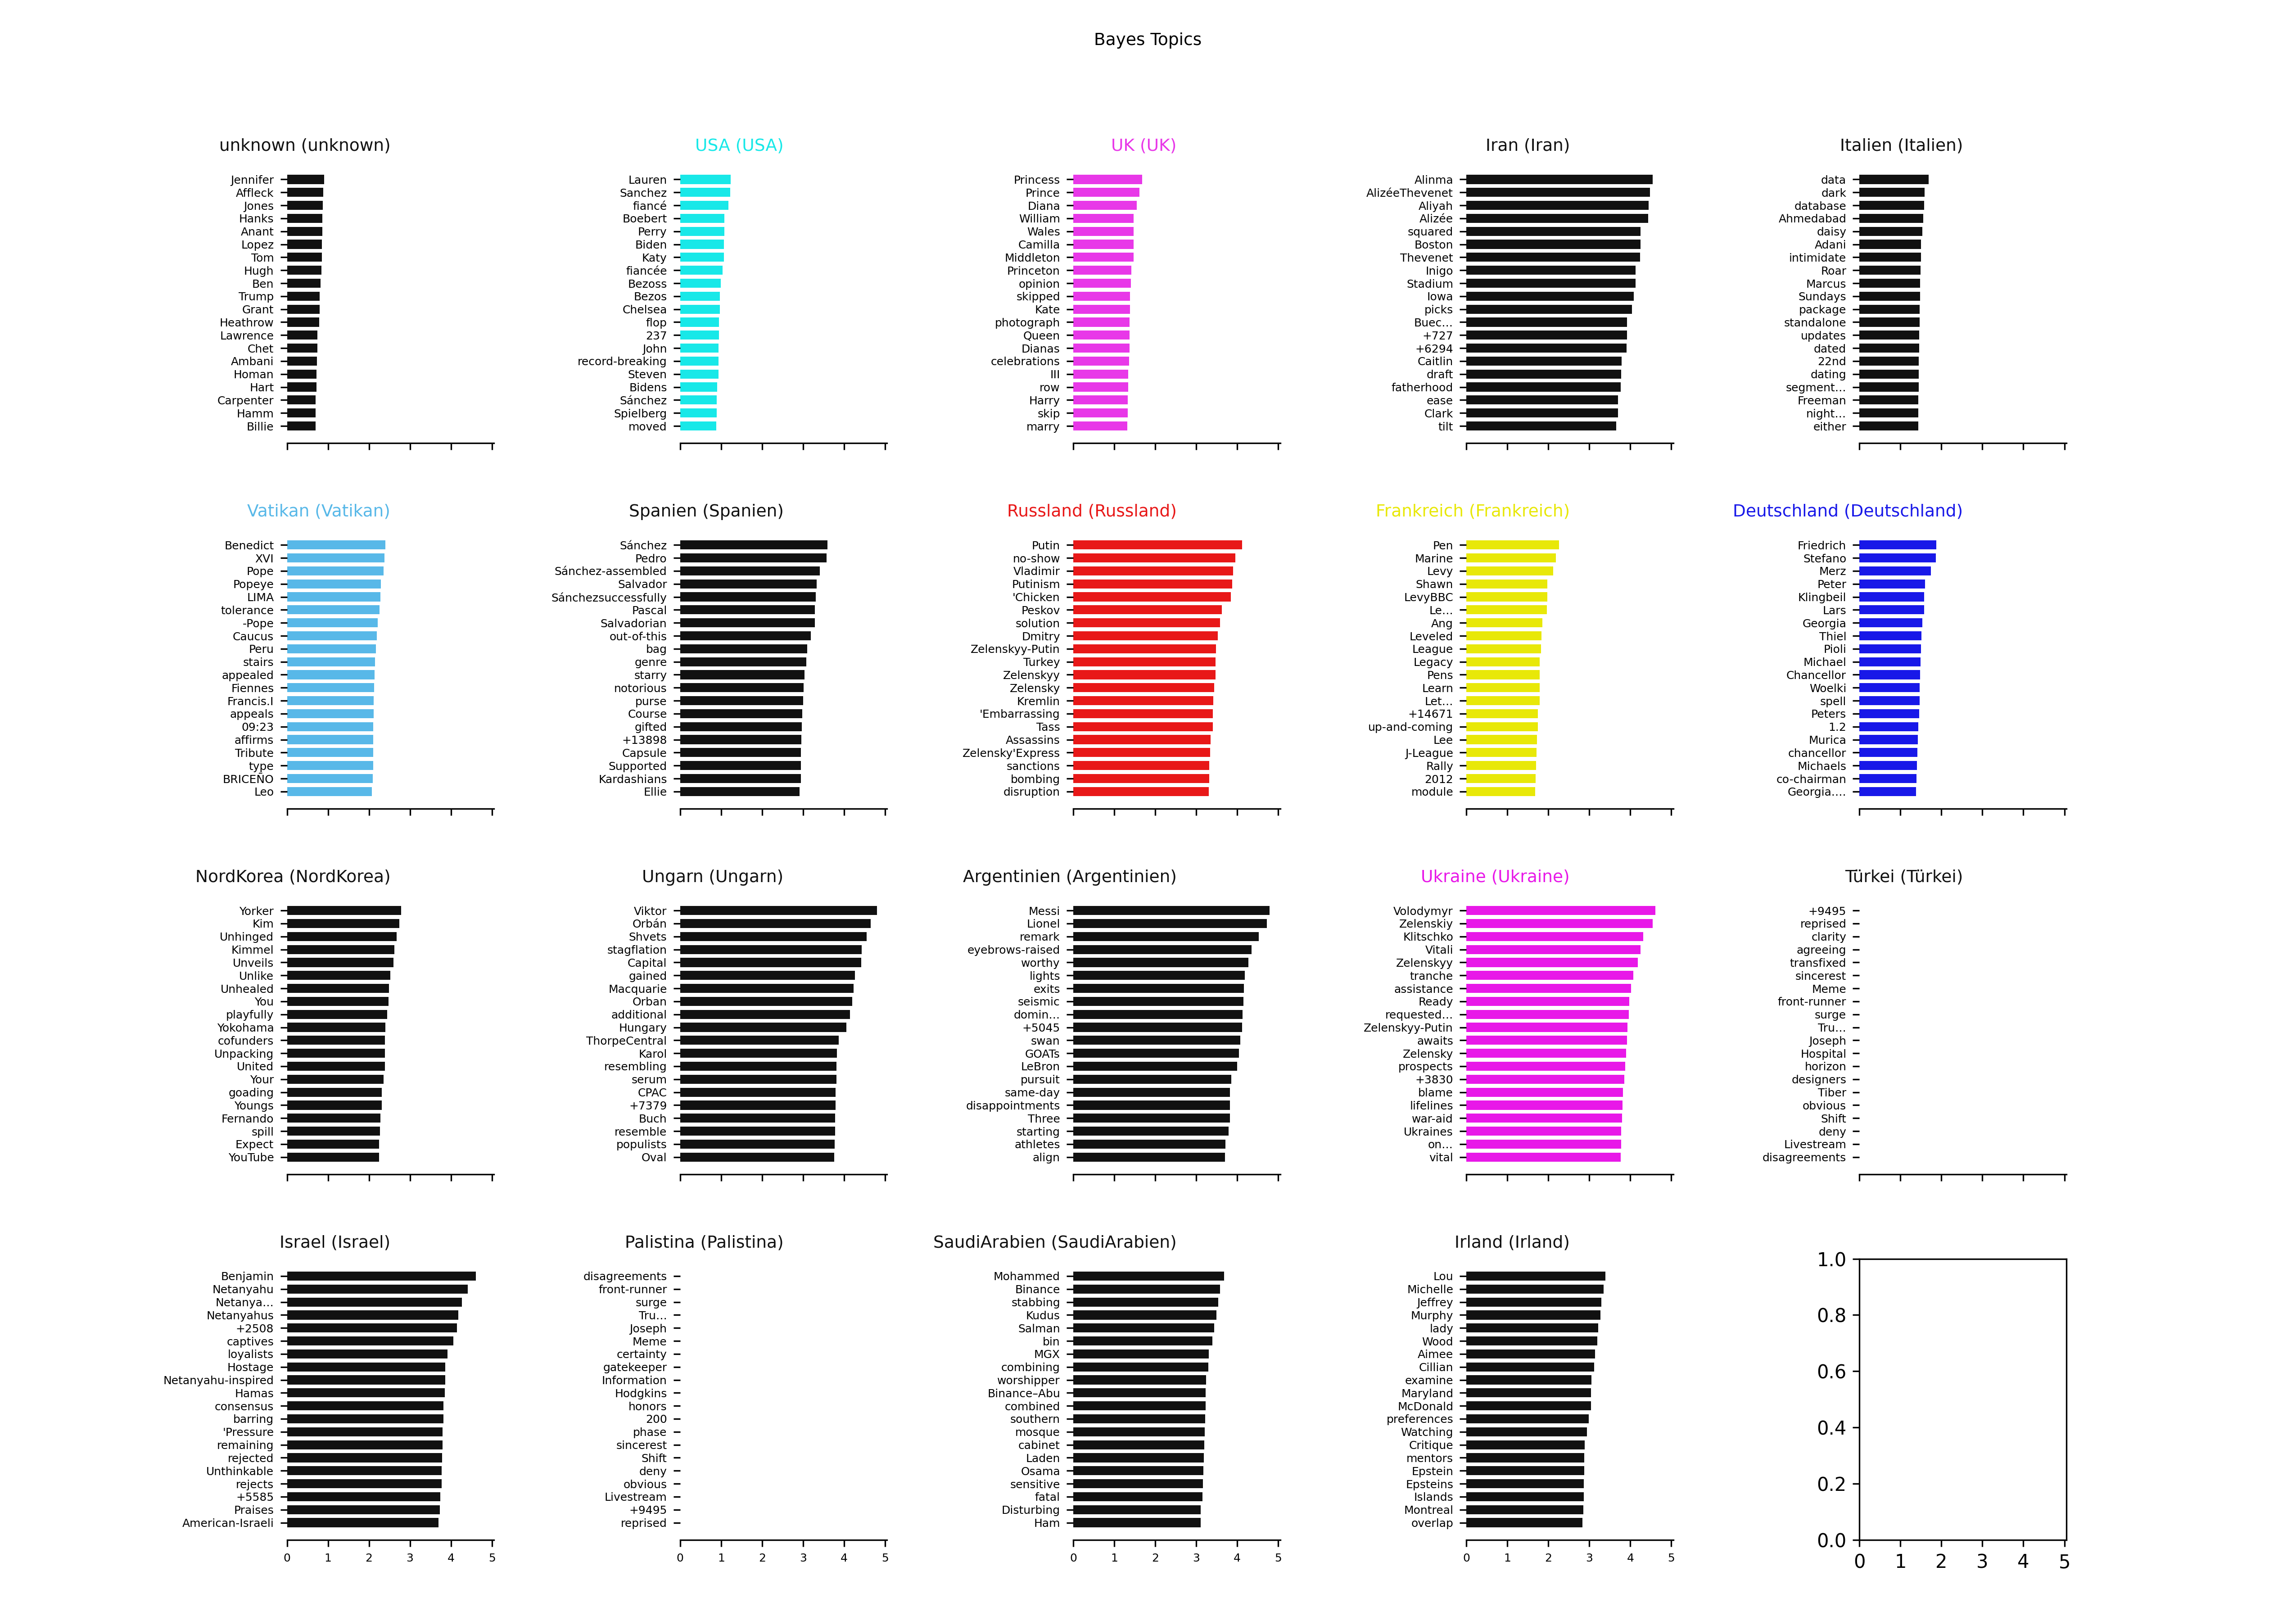 Bayes Topics
unknown (unknown)
Jennifer
Affleck
Jones
Hanks
Anant
Lopez
Tom
Hugh
Ben
Trump
Grant
Heathrow
Lawrence
Chet
Ambani
Homan
Hart
Carpenter
Hamm
Billie
USA (USA)
Lauren
Sanchez
fiancé
Boebert
Perry
Biden
Katy
fiancée
Bezoss
Bezos
Chelsea
flop
237
John
record-breaking
Steven
Bidens
Sánchez
Spielberg
moved
UK (UK)
Princess
Prince
Diana
William
Wales
Camilla
Middleton
Princeton
opinion
skipped
Kate
photograph
Queen
Dianas
celebrations
III
row
Harry
skip
marry
Iran (Iran)
Alinma
AlizéeThevenet
Aliyah
Alizée
squared
Boston
Thevenet
Inigo
Stadium
Iowa
picks
Buec…
+727
+6294
Caitlin
draft
fatherhood
ease
Clark
tilt
Italien (Italien)
data
dark
database
Ahmedabad
daisy
Adani
intimidate
Roar
Marcus
Sundays
package
standalone
updates
dated
22nd
dating
segment…
Freeman
night…
either
Vatikan (Vatikan)
Benedict
XVI
Pope
Popeye
LIMA
tolerance
-Pope
Caucus
Peru
stairs
appealed
Fiennes
Francis.I
appeals
09:23
affirms
Tribute
type
BRICEÑO
Leo
Spanien (Spanien)
Sánchez
Pedro
Sánchez-assembled
Salvador
Sánchezsuccessfully
Pascal
Salvadorian
out-of-this
bag
genre
starry
notorious
purse
Course
gifted
+13898
Capsule
Supported
Kardashians
Ellie
Russland (Russland)
Putin
no-show
Vladimir
Putinism
'Chicken
Peskov
solution
Dmitry
Zelenskyy-Putin
Turkey
Zelenskyy
Zelensky
Kremlin
'Embarrassing
Tass
Assassins
Zelensky'Express
sanctions
bombing
disruption
Frankreich (Frankreich)
Pen
Marine
Levy
Shawn
LevyBBC
Le…
Ang
Leveled
League
Legacy
Pens
Learn
Let…
+14671
up-and-coming
Lee
J-League
Rally
2012
module
Deutschland (Deutschland)
Friedrich
Stefano
Merz
Peter
Klingbeil
Lars
Georgia
Thiel
Pioli
Michael
Chancellor
Woelki
spell
Peters
1.2
Murica
chancellor
Michaels
co-chairman
Georgia.…
NordKorea (NordKorea)
Yorker
Kim
Unhinged
Kimmel
Unveils
Unlike
Unhealed
You
playfully
Yokohama
cofunders
Unpacking
United
Your
goading
Youngs
Fernando
spill
Expect
YouTube
Ungarn (Ungarn)
Viktor
Orbán
Shvets
stagflation
Capital
gained
Macquarie
Orban
additional
Hungary
ThorpeCentral
Karol
resembling
serum
CPAC
+7379
Buch
resemble
populists
Oval
Argentinien (Argentinien)
Messi
Lionel
remark
eyebrows-raised
worthy
lights
exits
seismic
domin…
+5045
swan
GOATs
LeBron
pursuit
same-day
disappointments
Three
starting
athletes
align
Ukraine (Ukraine)
Volodymyr
Zelenskiy
Klitschko
Vitali
Zelenskyy
tranche
assistance
Ready
requested…
Zelenskyy-Putin
awaits
Zelensky
prospects
+3830
blame
lifelines
war-aid
Ukraines
on…
vital
Türkei (Türkei)
+9495
reprised
clarity
agreeing
transfixed
sincerest
Meme
front-runner
surge
Tru…
Joseph
Hospital
horizon
designers
Tiber
obvious
Shift
deny
Livestream
disagreements
Israel (Israel)
Benjamin
Netanyahu
Netanya…
Netanyahus
+2508
captives
loyalists
Hostage
Netanyahu-inspired
Hamas
consensus
barring
'Pressure
remaining
rejected
Unthinkable
rejects
+5585
Praises
American-Israeli
0 1 2 3 4 5
Palistina (Palistina)
disagreements
front-runner
surge
Tru…
Joseph
Meme
certainty
gatekeeper
Information
Hodgkins
honors
200
phase
sincerest
Shift
deny
obvious
Livestream
+9495
reprised
0 1 2 3 4 5
SaudiArabien (SaudiArabien)
Mohammed
Binance
stabbing
Kudus
Salman
bin
MGX
combining
worshipper
Binance–Abu
combined
southern
mosque
cabinet
Laden
Osama
sensitive
fatal
Disturbing
Ham
0 1 2 3 4 5
Irland (Irland)
Lou
Michelle
Jeffrey
Murphy
lady
Wood
Aimee
Cillian
examine
Maryland
McDonald
preferences
Watching
Critique
mentors
Epstein
Epsteins
Islands
Montreal
overlap
0 1 2 3 4 5
1.0
0.8
0.6
0.4
0.2
0.0
0 1 2 3 4 5